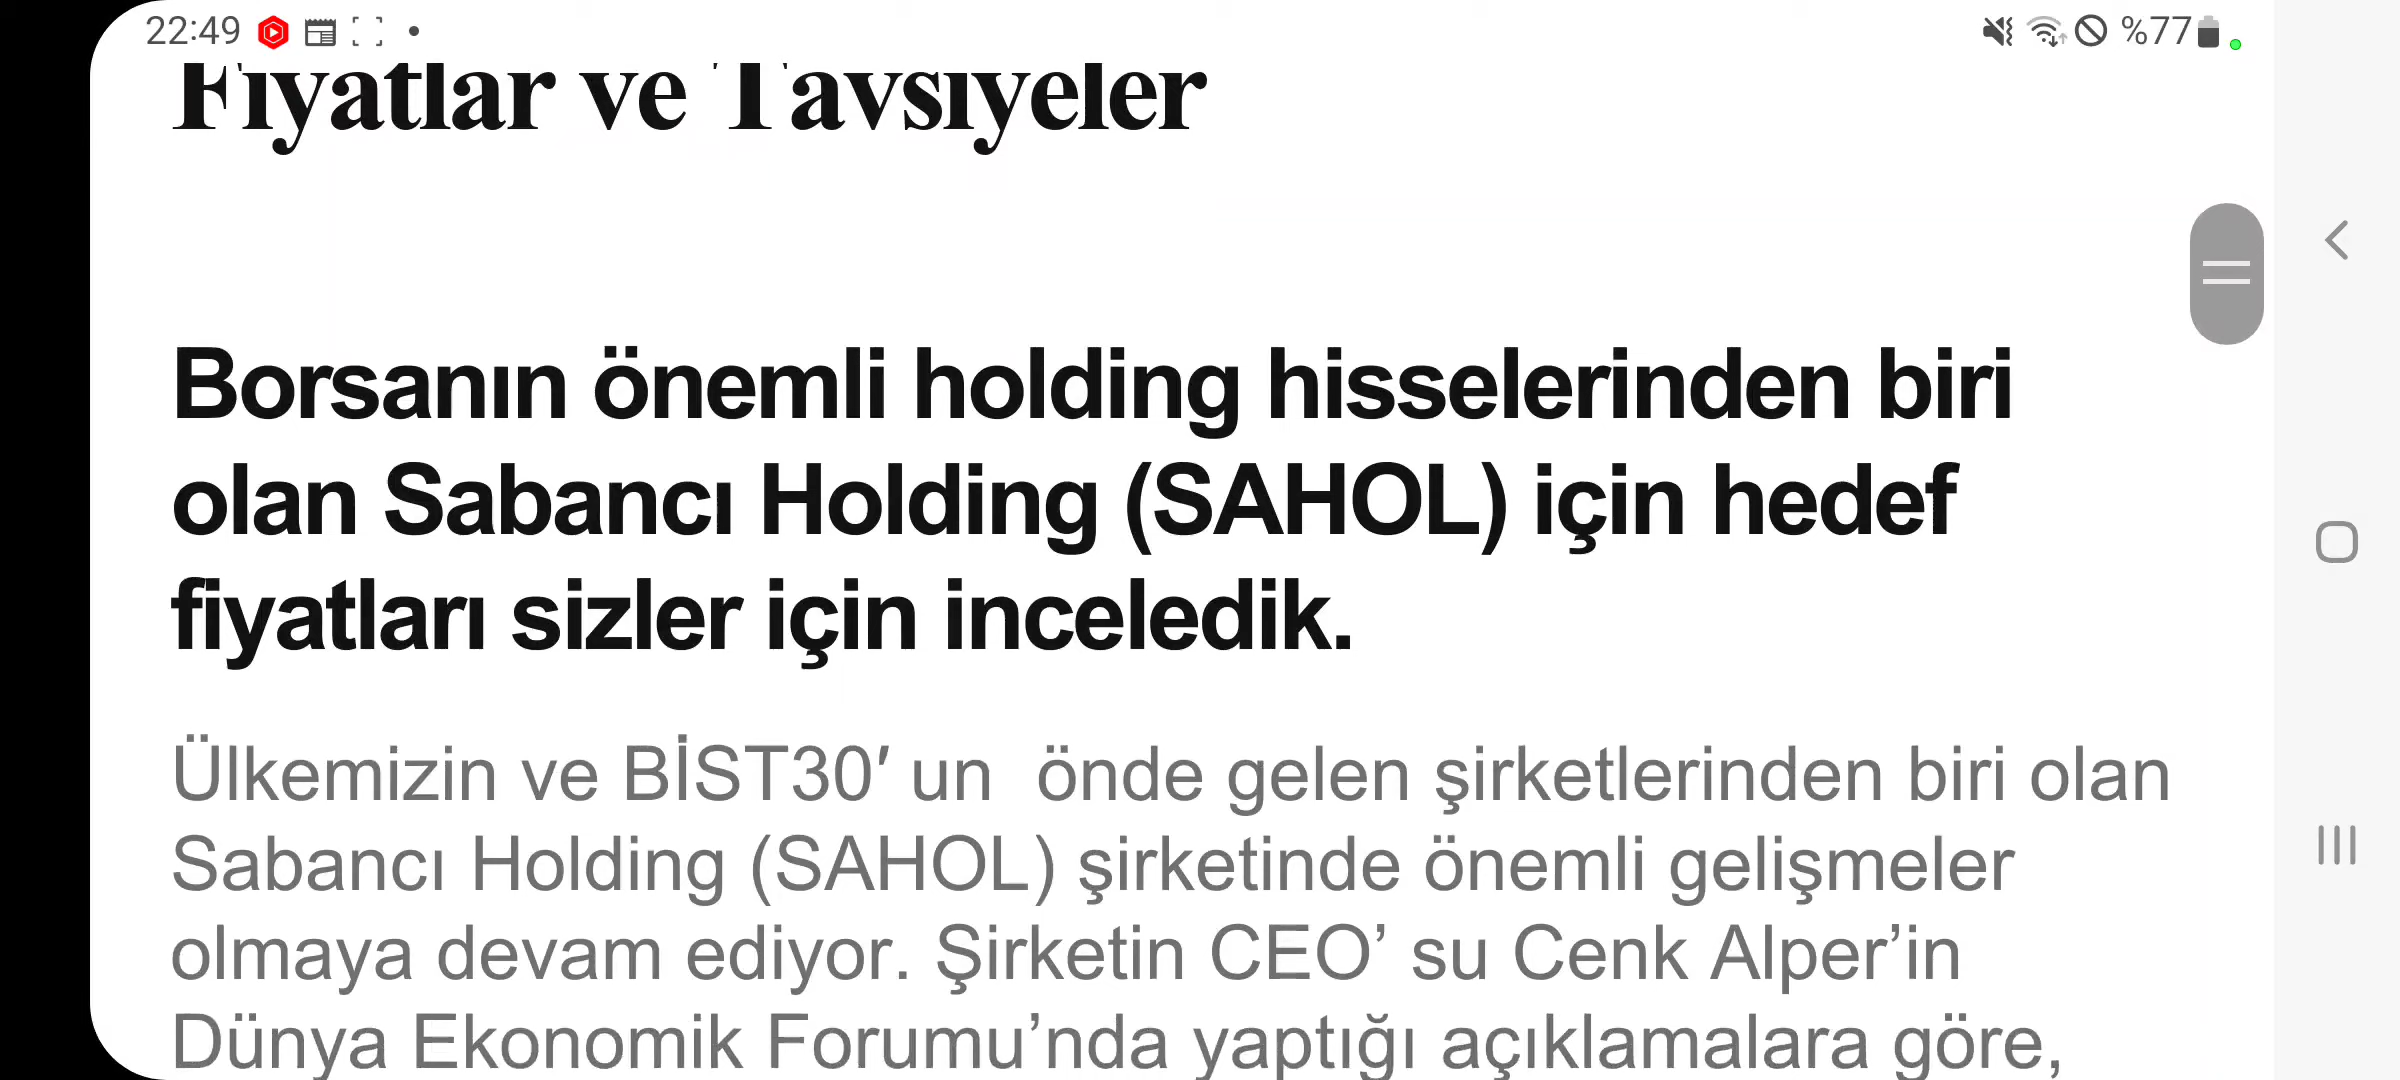 22:49
%77
Fiyatlar ve Tavsiyeler
Borsanın önemli holding hisselerinden biri
olan Sabancı Holding (SAHOL) için hedef
fiyatları sizler için inceledik.
Ülkemizin ve BİST30′ un  önde gelen şirketlerinden biri olan
Sabancı Holding (SAHOL) şirketinde önemli gelişmeler
olmaya devam ediyor. Şirketin CEO’ su Cenk Alper’in
Dünya Ekonomik Forumu’nda yaptığı açıklamalara göre,